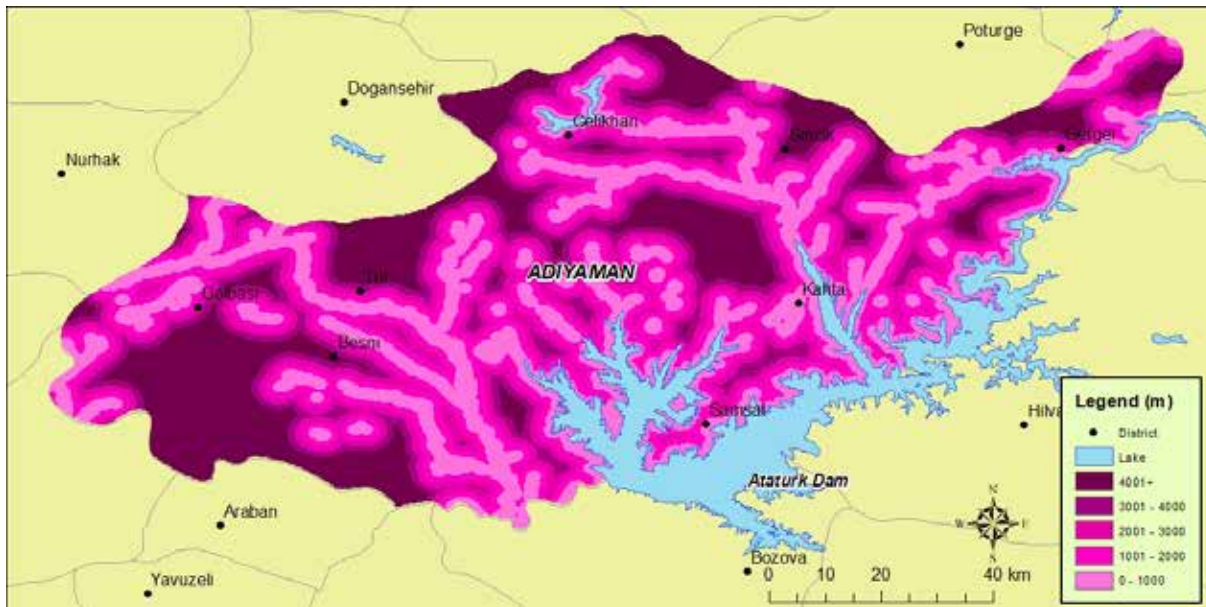 Poturge
Dogansehir
Celikhan
Sincik
Gerger
Nurhak
ADIYAMAN
Tut
Golbasi
Kahta
Besni
Samsat
Ataturk Dam
Araban
Yavuzeli
Bozova
Hilva
Legend (m)
District
Lake
4001+
3001 - 4000
2001 - 3000
1001 - 2000
0 - 1000
N
W E
S
0 10 20 40 km